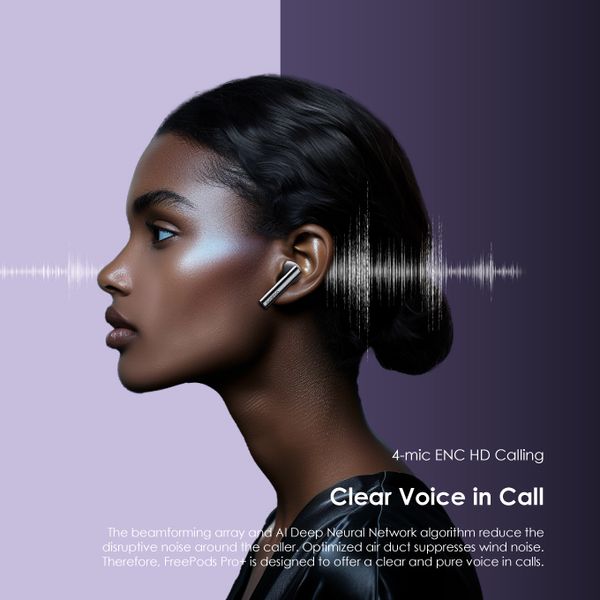 4-mic ENC HD Calling
Clear Voice in Call
The beamforming array and AI Deep Neural Network algorithm reduce the
disruptive noise around the caller. Optimized air duct suppresses wind noise.
Therefore, FreePods Pro+ is designed to offer a clear and pure voice in calls.